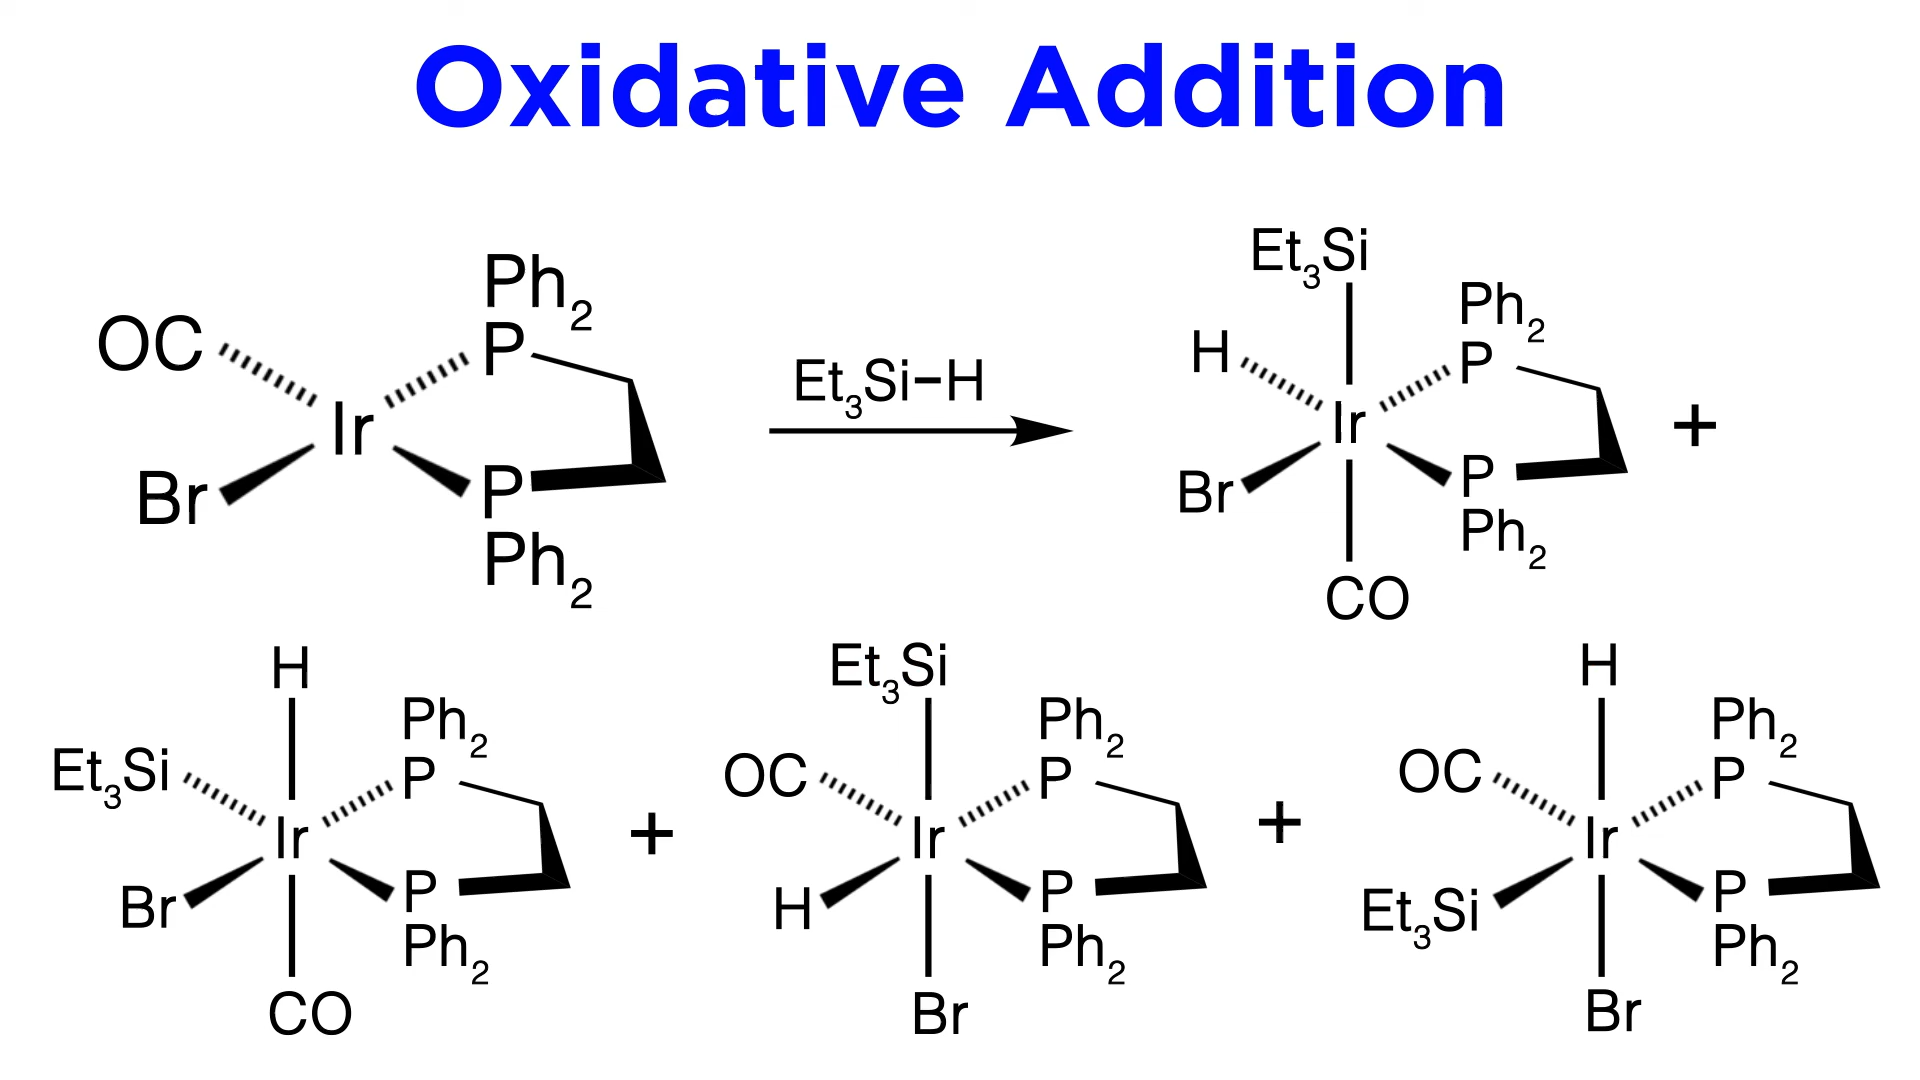 Oxidative Addition
OC
Br
Ir
Ph2
P
P
Ph2
Et3Si–H
Et3Si
H
Br
Ir
Ph2
P
P
Ph2
CO
+
H
Et3Si
Br
Ir
Ph2
P
P
Ph2
CO
+
Et3Si
OC
H
Ir
Ph2
P
P
Ph2
Br
+
H
OC
Et3Si
Ir
Ph2
P
P
Ph2
Br